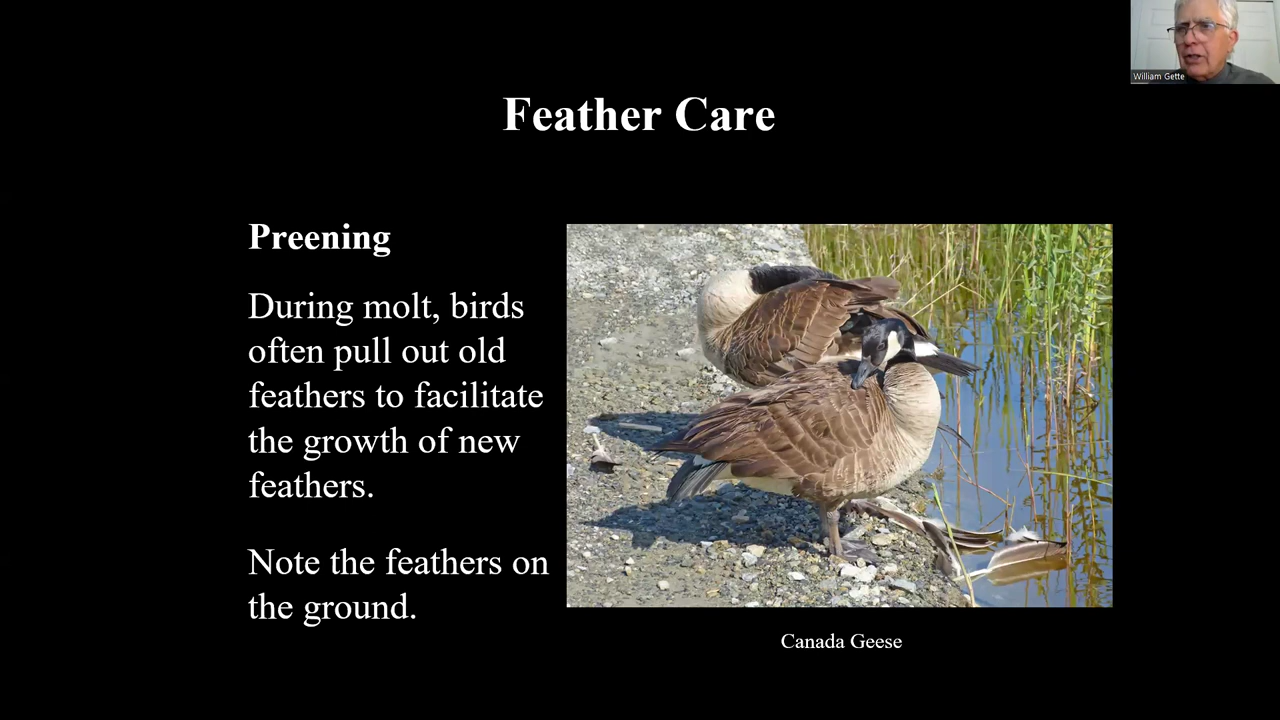 William Gette
Feather Care
Preening
During molt, birds
often pull out old
feathers to facilitate
the growth of new
feathers.
Note the feathers on
the ground.
Canada Geese